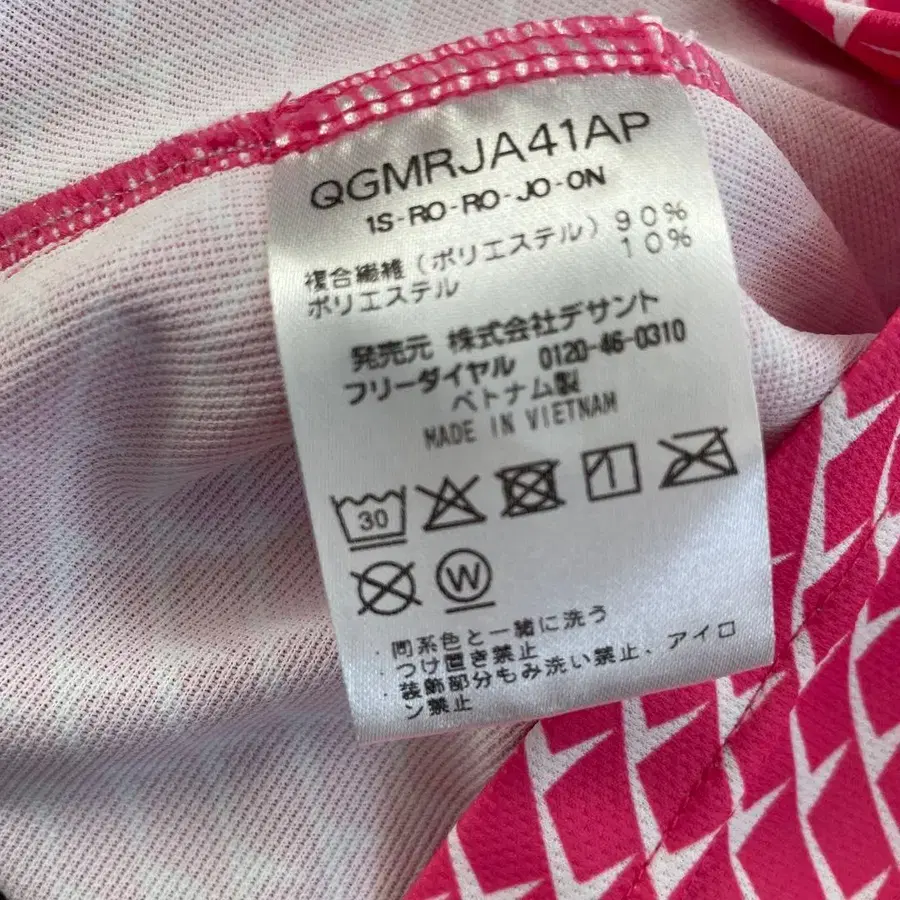 QGMRJA41AP
1S-RO-RO-JO-ON
複合繊維（ポリエステル） 90%
ポリエステル 10%
発売元 株式会社デサント
フリーダイヤル 0120-46-0310
ベトナム製
MADE IN VIETNAM
30
W
・同系色と一緒に洗う
・つけ置き禁止
・装飾部分もみ洗い禁止、アイロ
ン禁止